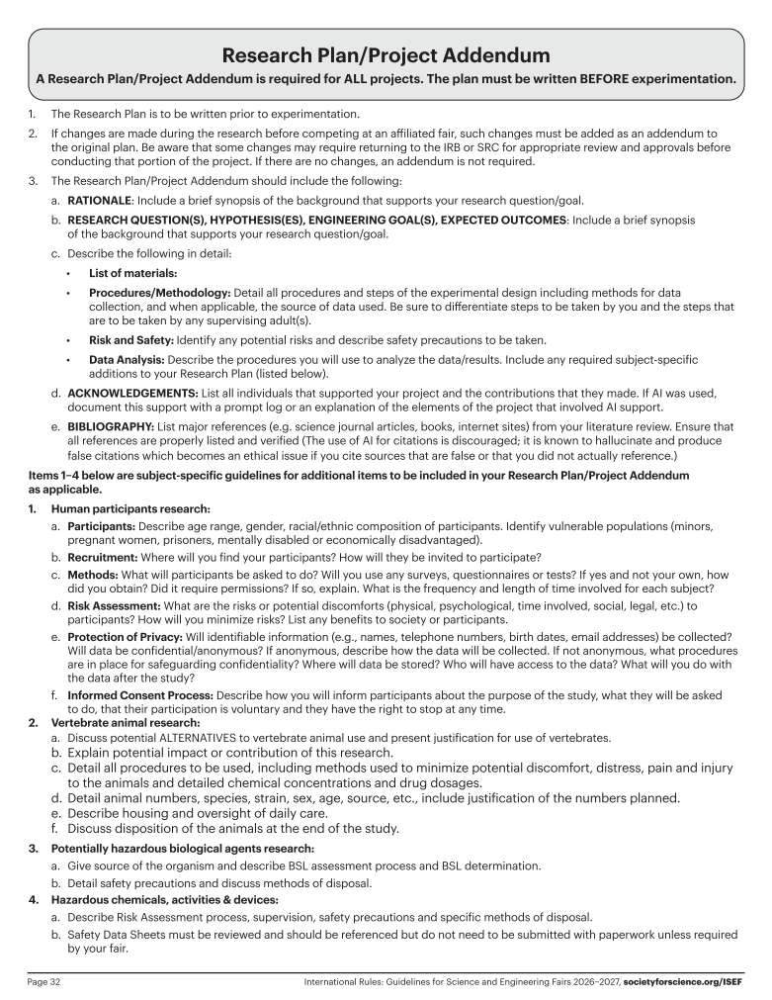 Research Plan/Project Addendum
A Research Plan/Project Addendum is required for ALL projects. The plan must be written BEFORE experimentation.
1. The Research Plan is to be written prior to experimentation.
2. If changes are made during the research before competing at an affiliated fair, such changes must be added as an addendum to
the original plan. Be aware that some changes may require returning to the IRB or SRC for appropriate review and approvals before
conducting that portion of the project. If there are no changes, an addendum is not required.
3. The Research Plan/Project Addendum should include the following:
a. RATIONALE: Include a brief synopsis of the background that supports your research question/goal.
b. RESEARCH QUESTION(S), HYPOTHESIS(ES), ENGINEERING GOAL(S), EXPECTED OUTCOMES: Include a brief synopsis
of the background that supports your research question/goal.
c. Describe the following in detail:
• List of materials:
• Procedures/Methodology: Detail all procedures and steps of the experimental design including methods for data
collection, and when applicable, the source of data used. Be sure to differentiate steps to be taken by you and the steps that
are to be taken by any supervising adult(s).
• Risk and Safety: Identify any potential risks and describe safety precautions to be taken.
• Data Analysis: Describe the procedures you will use to analyze the data/results. Include any required subject-specific
additions to your Research Plan (listed below).
d. ACKNOWLEDGEMENTS: List all individuals that supported your project and the contributions that they made. If AI was used,
document this support with a prompt log or an explanation of the elements of the project that involved AI support.
e. BIBLIOGRAPHY: List major references (e.g. science journal articles, books, internet sites) from your literature review. Ensure that
all references are properly listed and verified (The use of AI for citations is discouraged; it is known to hallucinate and produce
false citations which becomes an ethical issue if you cite sources that are false or that you did not actually reference.)
Items 1–4 below are subject-specific guidelines for additional items to be included in your Research Plan/Project Addendum
as applicable.
1. Human participants research:
a. Participants: Describe age range, gender, racial/ethnic composition of participants. Identify vulnerable populations (minors,
pregnant women, prisoners, mentally disabled or economically disadvantaged).
b. Recruitment: Where will you find your participants? How will they be invited to participate?
c. Methods: What will participants be asked to do? Will you use any surveys, questionnaires or tests? If yes and not your own, how
did you obtain? Did it require permissions? If so, explain. What is the frequency and length of time involved for each subject?
d. Risk Assessment: What are the risks or potential discomforts (physical, psychological, time involved, social, legal, etc.) to
participants? How will you minimize risks? List any benefits to society or participants.
e. Protection of Privacy: Will identifiable information (e.g., names, telephone numbers, birth dates, email addresses) be collected?
Will data be confidential/anonymous? If anonymous, describe how the data will be collected. If not anonymous, what procedures
are in place for safeguarding confidentiality? Where will data be stored? Who will have access to the data? What will you do with
the data after the study?
f. Informed Consent Process: Describe how you will inform participants about the purpose of the study, what they will be asked
to do, that their participation is voluntary and they have the right to stop at any time.
2. Vertebrate animal research:
a. Discuss potential ALTERNATIVES to vertebrate animal use and present justification for use of vertebrates.
b. Explain potential impact or contribution of this research.
c. Detail all procedures to be used, including methods used to minimize potential discomfort, distress, pain and injury
to the animals and detailed chemical concentrations and drug dosages.
d. Detail animal numbers, species, strain, sex, age, source, etc., include justification of the numbers planned.
e. Describe housing and oversight of daily care.
f. Discuss disposition of the animals at the end of the study.
3. Potentially hazardous biological agents research:
a. Give source of the organism and describe BSL assessment process and BSL determination.
b. Detail safety precautions and discuss methods of disposal.
4. Hazardous chemicals, activities & devices:
a. Describe Risk Assessment process, supervision, safety precautions and specific methods of disposal.
b. Safety Data Sheets must be reviewed and should be referenced but do not need to be submitted with paperwork unless required
by your fair.
Page 32 International Rules: Guidelines for Science and Engineering Fairs 2026–2027, societyforscience.org/ISEF